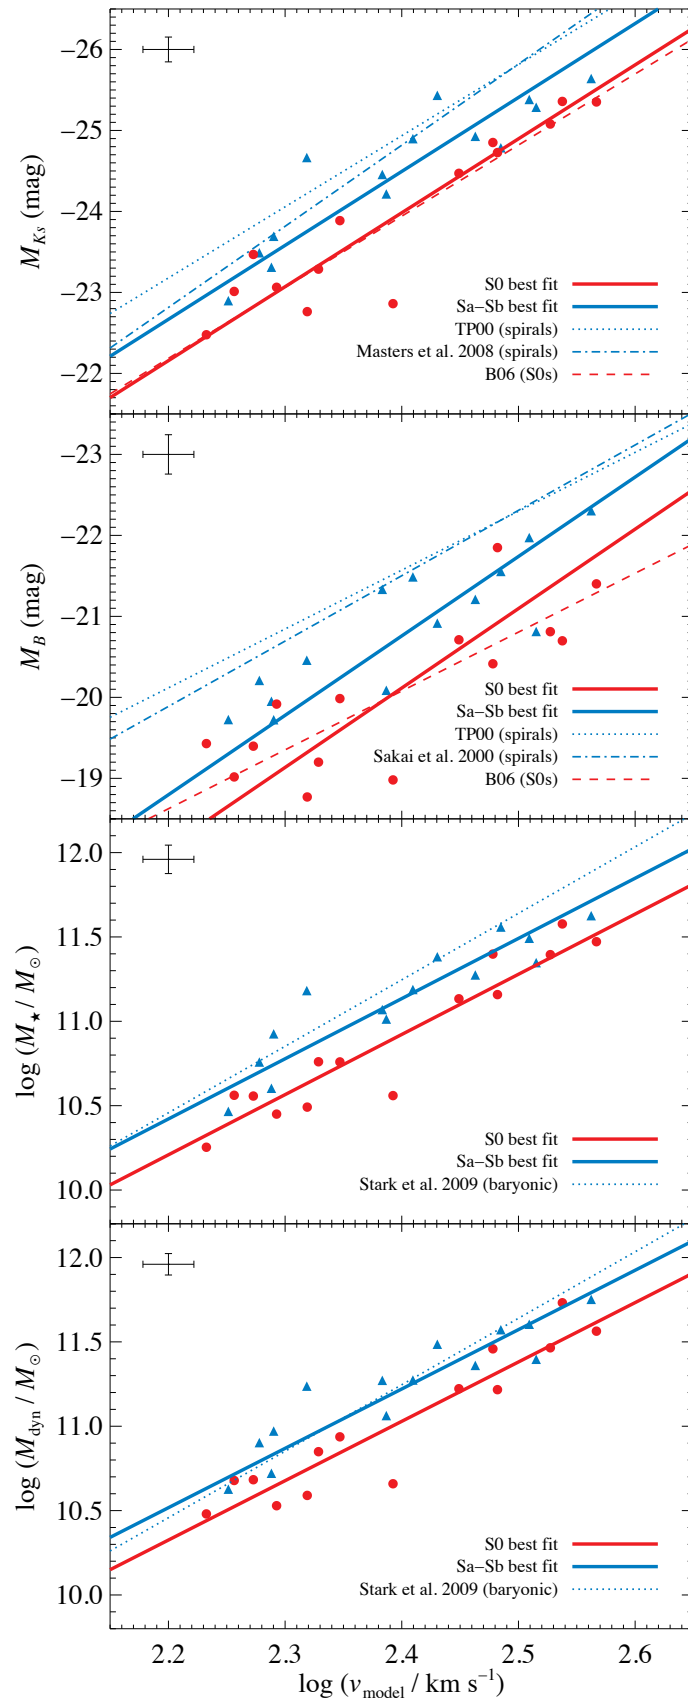 −26
−25
−24
−23
−22
M_Ks (mag)
S0 best fit
Sa−Sb best fit
TP00 (spirals)
Masters et al. 2008 (spirals)
B06 (S0s)
−23
−22
−21
−20
−19
M_B (mag)
S0 best fit
Sa−Sb best fit
TP00 (spirals)
Sakai et al. 2000 (spirals)
B06 (S0s)
12.0
11.5
11.0
10.5
10.0
log (M★ / M⊙)
S0 best fit
Sa−Sb best fit
Stark et al. 2009 (baryonic)
12.0
11.5
11.0
10.5
10.0
log (M_dyn / M⊙)
S0 best fit
Sa−Sb best fit
Stark et al. 2009 (baryonic)
2.2 2.3 2.4 2.5 2.6
log (v_model / km s⁻¹)